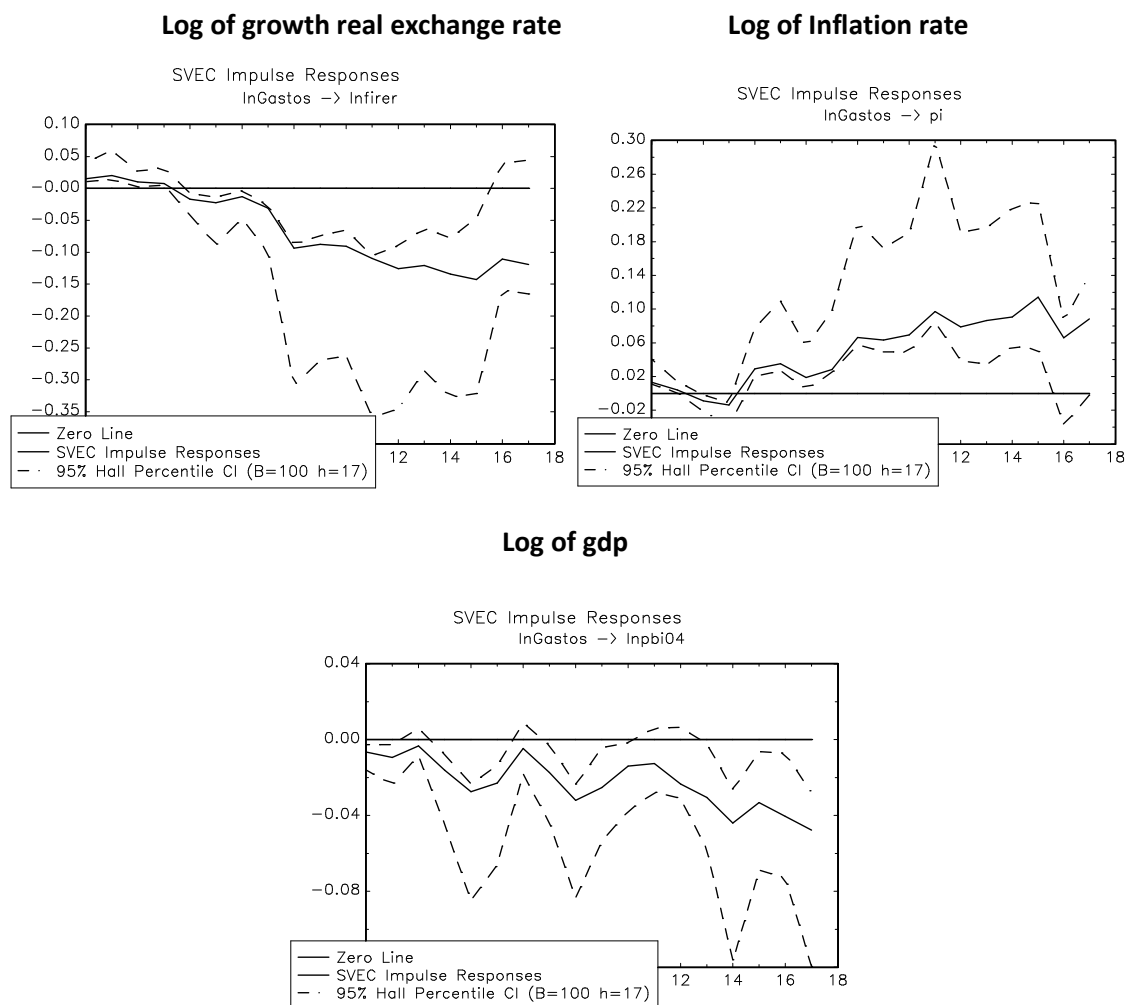 Log of growth real exchange rate
SVEC Impulse Responses
lnGastos –> lnfirer
0.10
0.05
−0.00
−0.05
−0.10
−0.15
−0.20
−0.25
−0.30
−0.35
12
14
16
18
Zero Line
SVEC Impulse Responses
95% Hall Percentile CI (B=100 h=17)
Log of Inflation rate
SVEC Impulse Responses
lnGastos –> pi
0.30
0.26
0.22
0.18
0.14
0.10
0.06
0.02
−0.02
12
14
16
18
Zero Line
SVEC Impulse Responses
95% Hall Percentile CI (B=100 h=17)
Log of gdp
SVEC Impulse Responses
lnGastos –> lnpbi04
0.04
0.00
−0.04
−0.08
12
14
16
18
Zero Line
SVEC Impulse Responses
95% Hall Percentile CI (B=100 h=17)